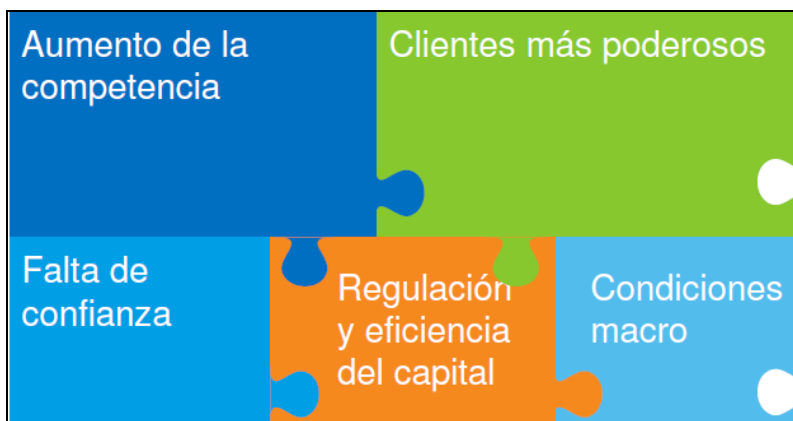 Aumento de la
competencia
Clientes más poderosos
Falta de
confianza
Regulación
y eficiencia
del capital
Condiciones
macro